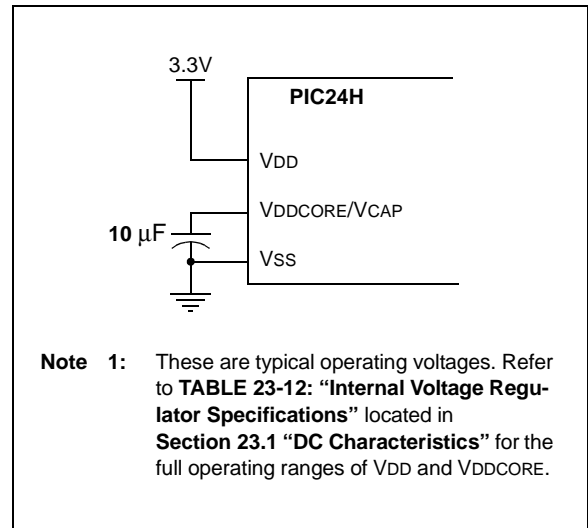 3.3V
PIC24H
VDD
VDDCORE/VCAP
10 µF
VSS
Note 1: These are typical operating voltages. Refer
to TABLE 23-12: “Internal Voltage Regu-
lator Specifications” located in
Section 23.1 “DC Characteristics” for the
full operating ranges of VDD and VDDCORE.